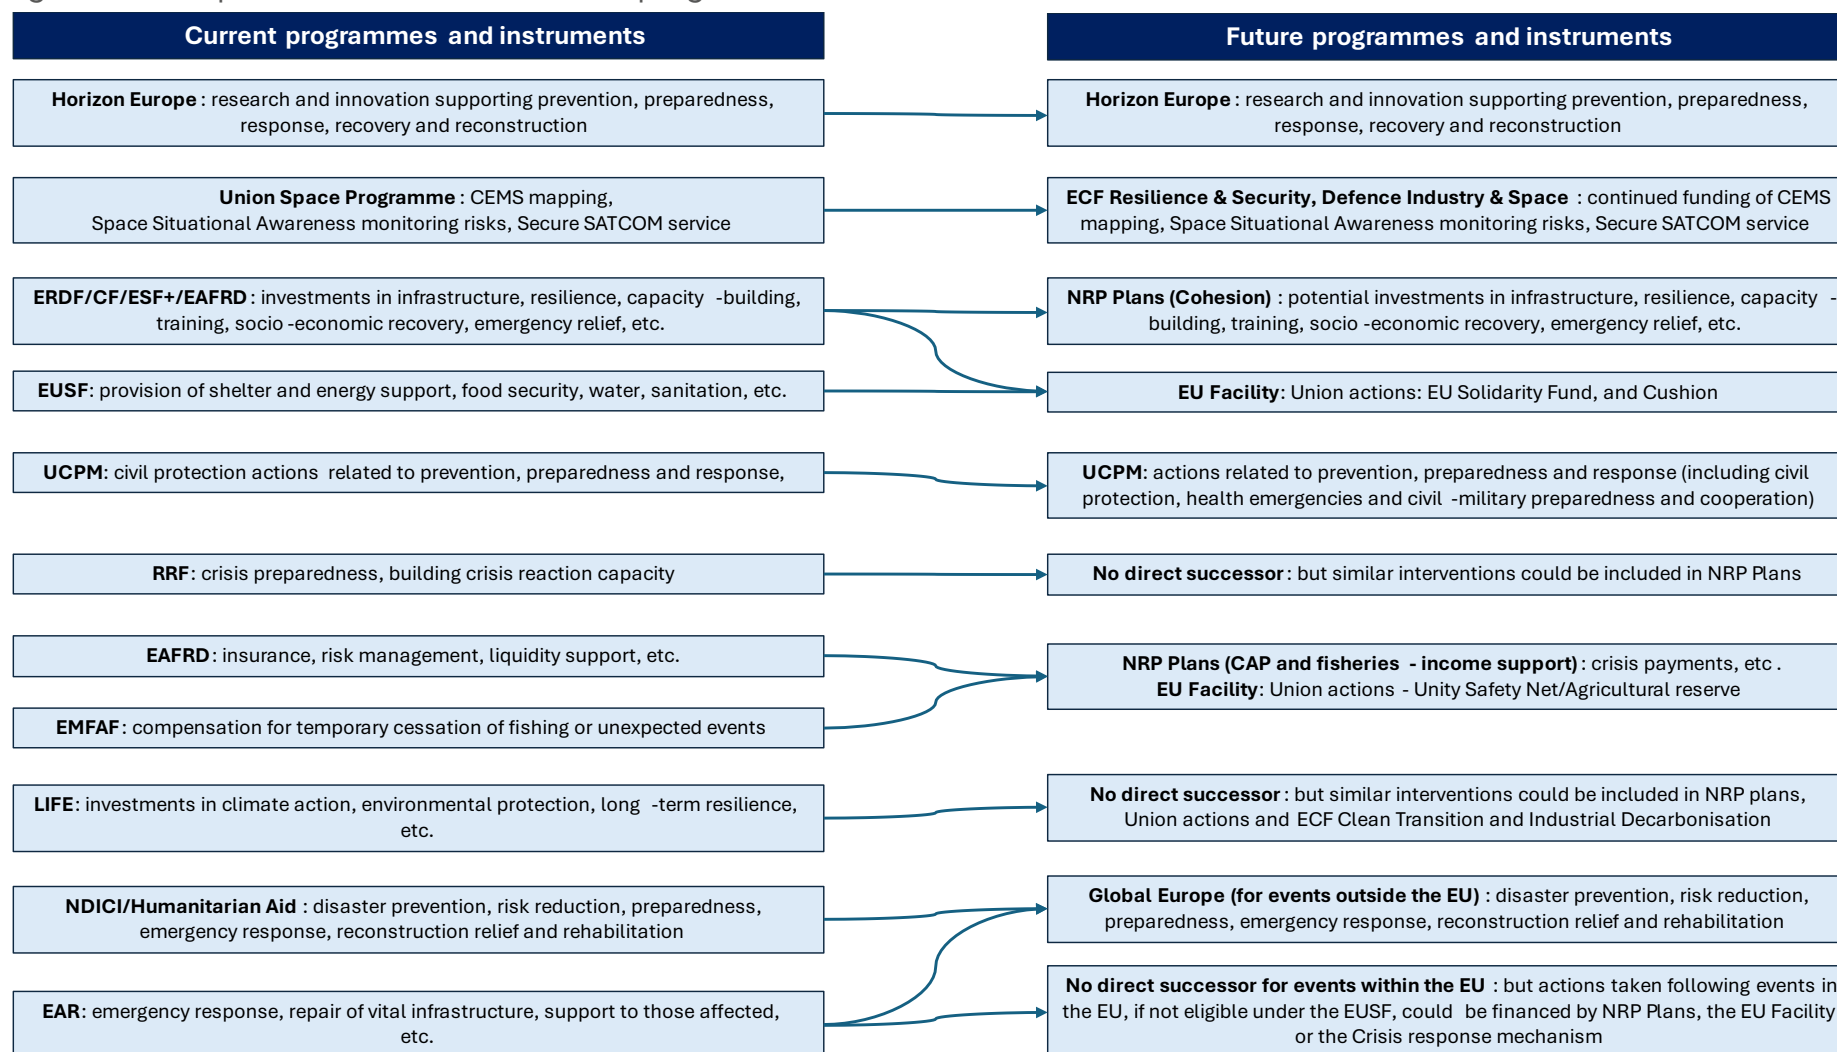 Current programmes and instruments
Future programmes and instruments
Horizon Europe : research and innovation supporting prevention, preparedness,
response, recovery and reconstruction
Horizon Europe : research and innovation supporting prevention, preparedness,
response, recovery and reconstruction
Union Space Programme : CEMS mapping,
Space Situational Awareness monitoring risks, Secure SATCOM service
ECF Resilience & Security, Defence Industry & Space : continued funding of CEMS
mapping, Space Situational Awareness monitoring risks, Secure SATCOM service
ERDF/CF/ESF+/EAFRD : investments in infrastructure, resilience, capacity -building,
training, socio -economic recovery, emergency relief, etc.
NRP Plans (Cohesion) : potential investments in infrastructure, resilience, capacity -
building, training, socio -economic recovery, emergency relief, etc.
EUSF: provision of shelter and energy support, food security, water, sanitation, etc.
EU Facility: Union actions: EU Solidarity Fund, and Cushion
UCPM: civil protection actions related to prevention, preparedness and response,
UCPM: actions related to prevention, preparedness and response (including civil
protection, health emergencies and civil -military preparedness and cooperation)
RRF: crisis preparedness, building crisis reaction capacity
No direct successor : but similar interventions could be included in NRP Plans
EAFRD : insurance, risk management, liquidity support, etc.
EMFAF : compensation for temporary cessation of fishing or unexpected events
NRP Plans (CAP and fisheries - income support) : crisis payments, etc .
EU Facility: Union actions - Unity Safety Net/Agricultural reserve
LIFE: investments in climate action, environmental protection, long -term resilience,
etc.
No direct successor : but similar interventions could be included in NRP plans,
Union actions and ECF Clean Transition and Industrial Decarbonisation
NDICI/Humanitarian Aid : disaster prevention, risk reduction, preparedness,
emergency response, reconstruction relief and rehabilitation
Global Europe (for events outside the EU) : disaster prevention, risk reduction,
preparedness, emergency response, reconstruction relief and rehabilitation
EAR: emergency response, repair of vital infrastructure, support to those affected,
etc.
No direct successor for events within the EU : but actions taken following events in
the EU, if not eligible under the EUSF, could be financed by NRP Plans, the EU Facility
or the Crisis response mechanism